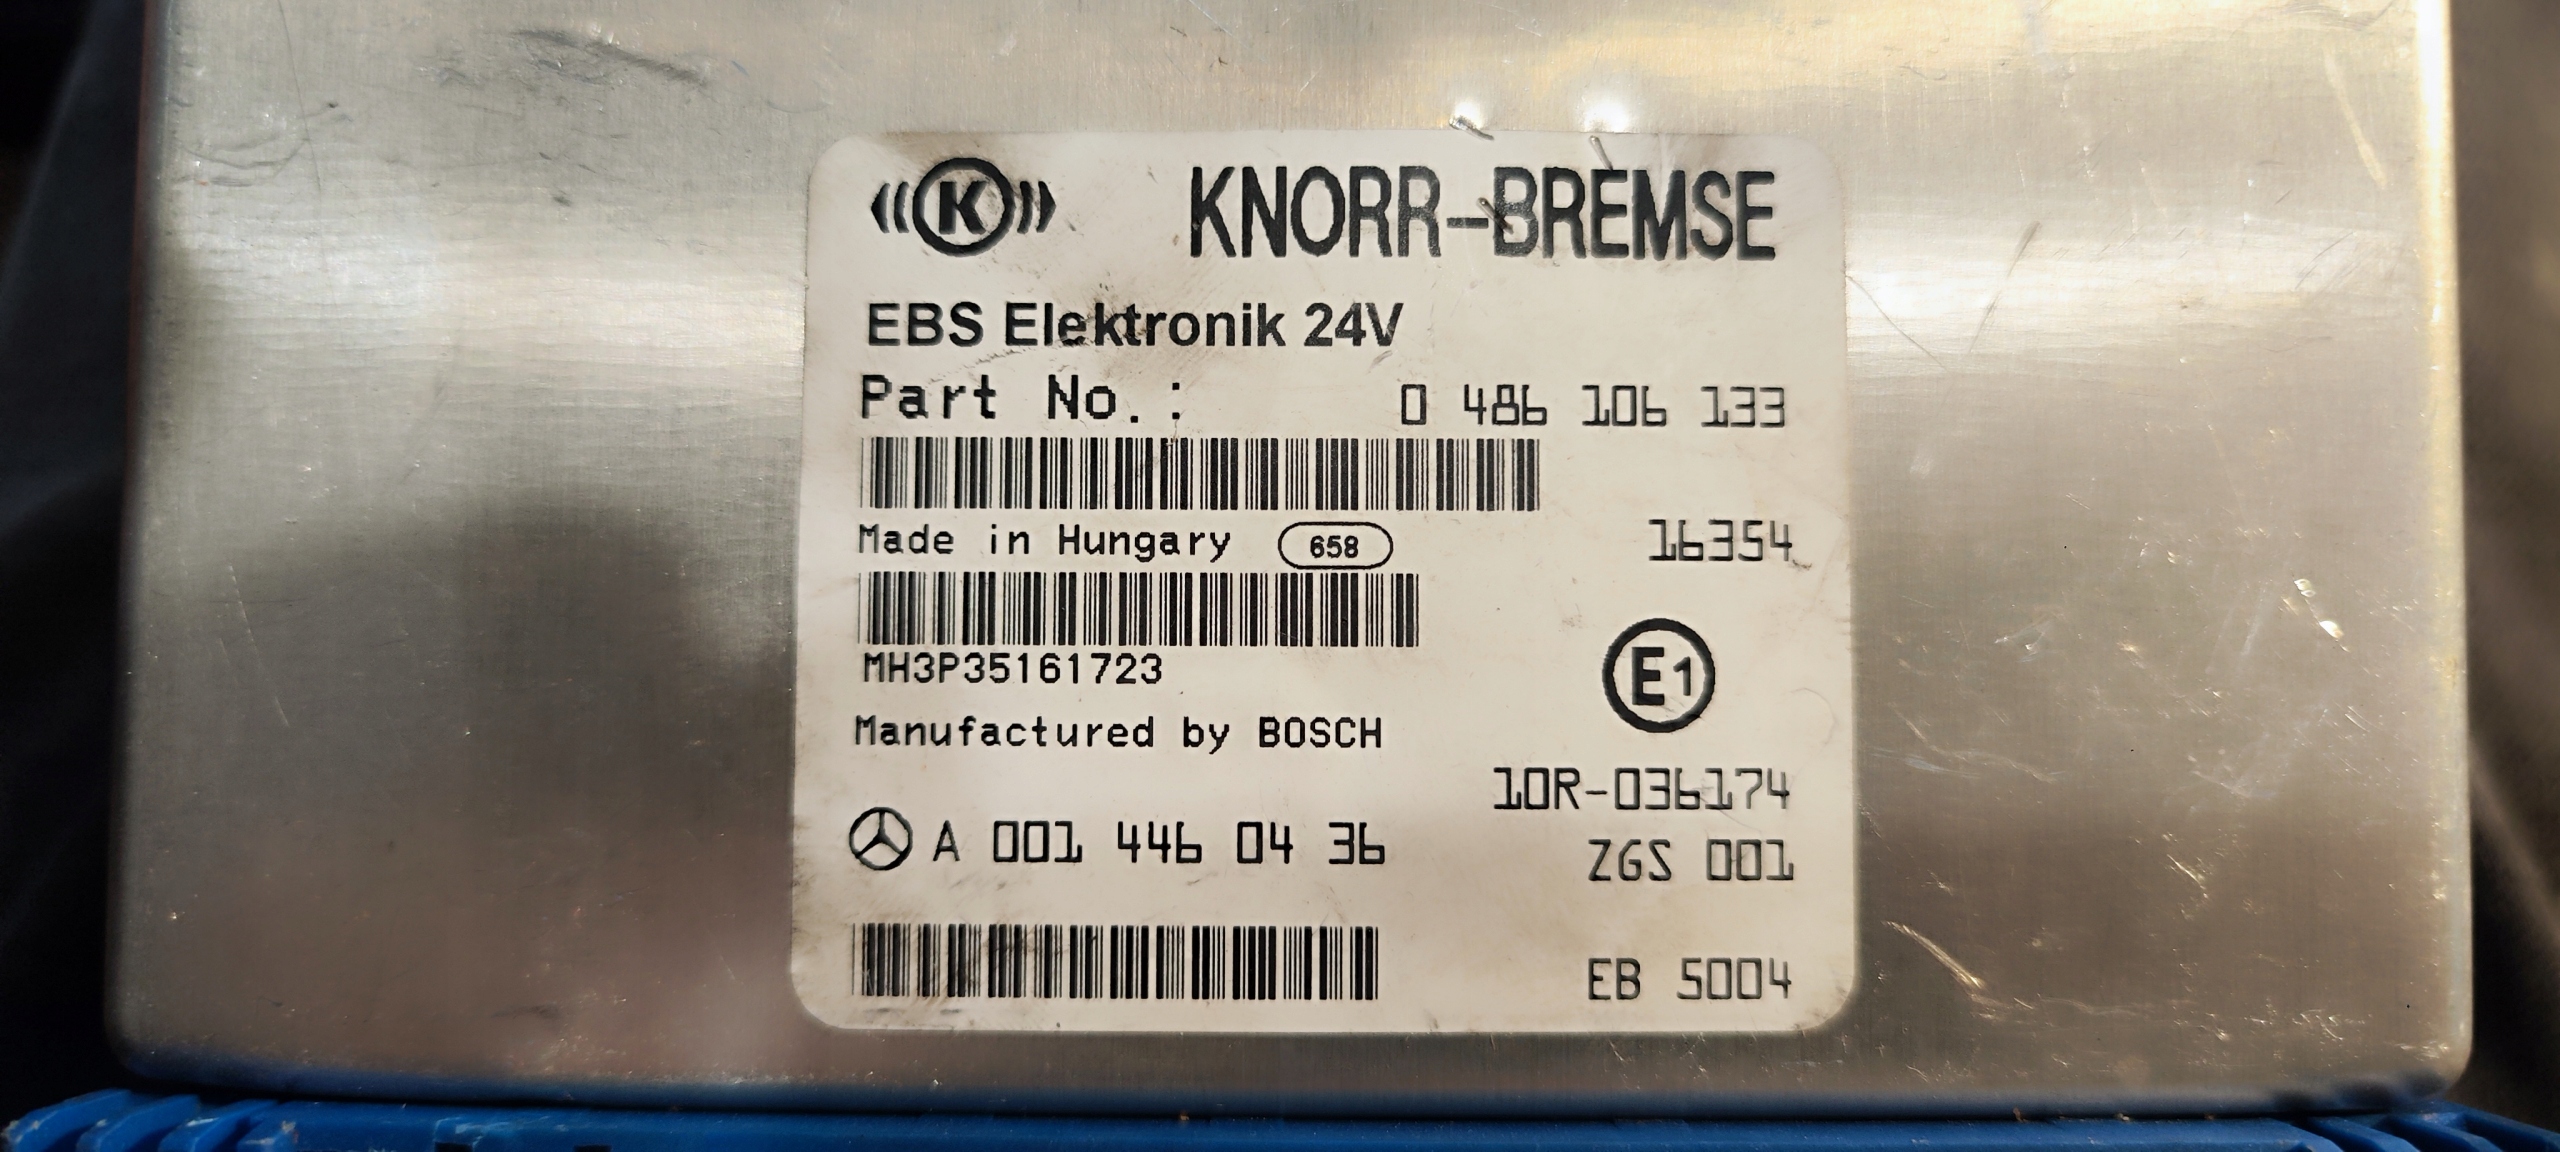 ((K)) KNORR-BREMSE
EBS Elektronik 24V
Part No.: 0 486 106 133
Made in Hungary 658 16354
MH3P35161723
E1
Manufactured by BOSCH
10R-036174
A 001 446 04 36
ZGS 001
EB 5004